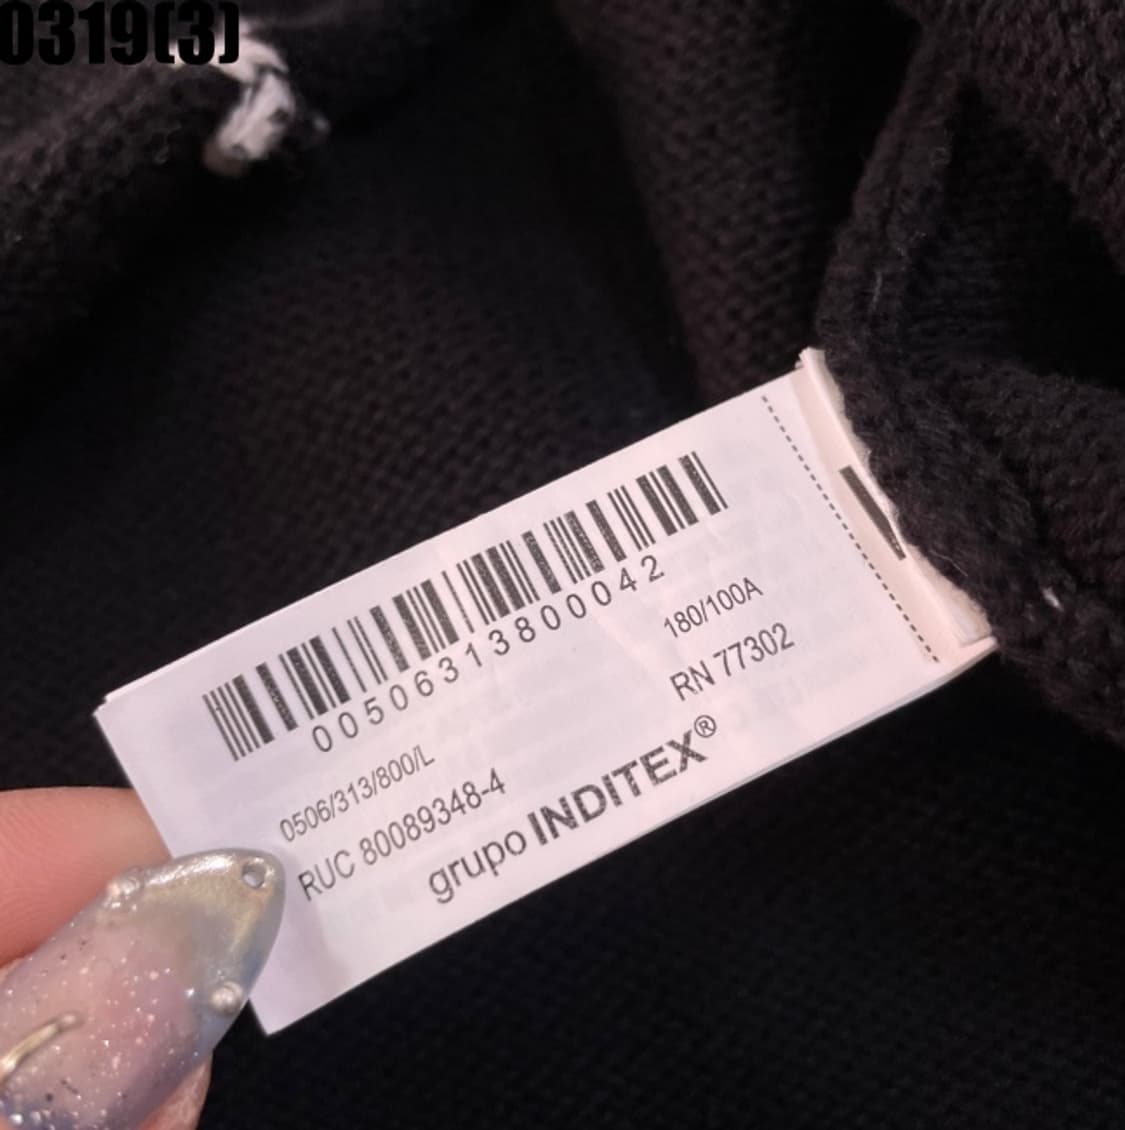 0319(3)
00506313800042
0506/313/800/L
180/100A
RUC 80089348-4
RN 77302
grupo INDITEX®